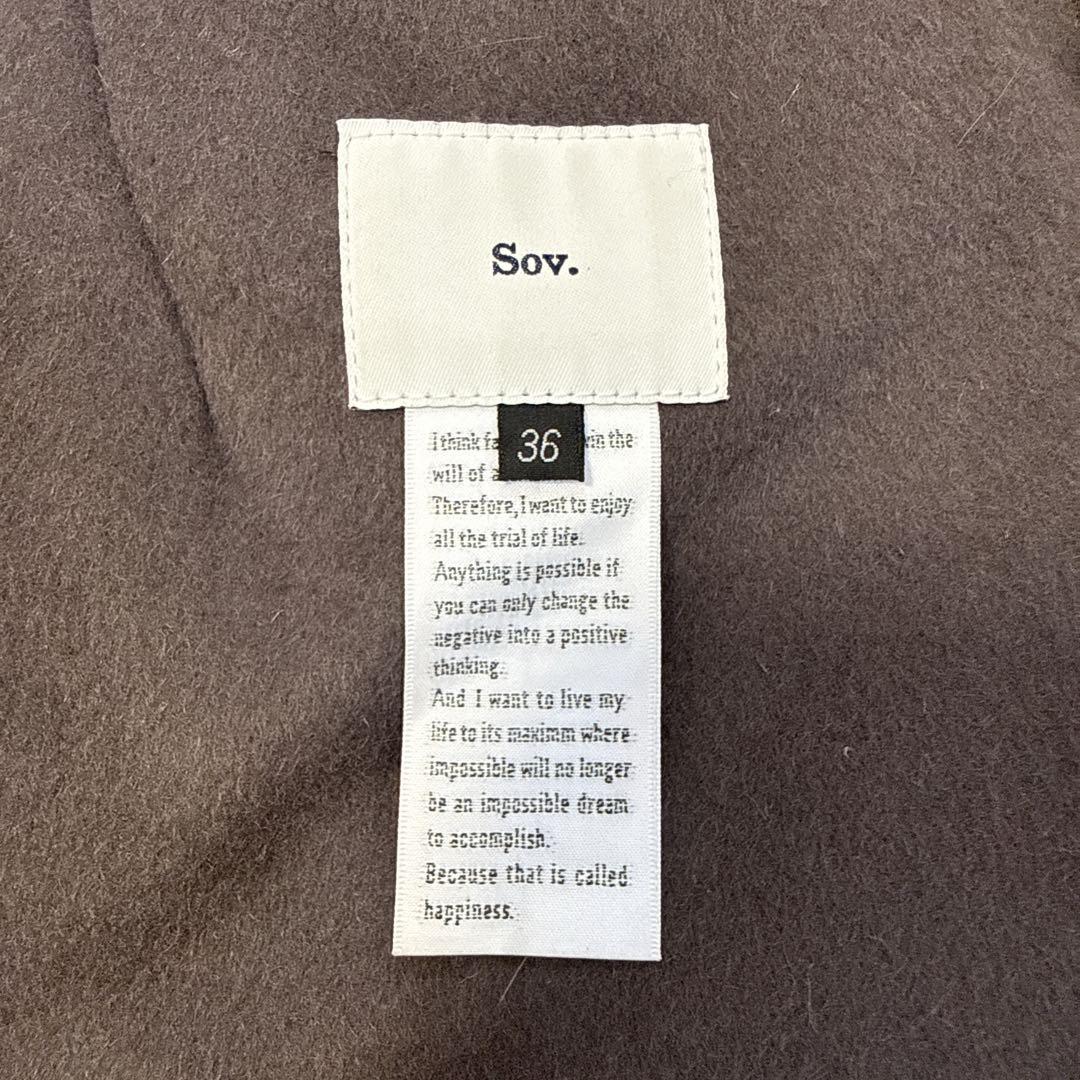 Sov.
36
I think in the
will of a
Therefore, I want to enjoy
all the trial of life.
Anything is possible if
you can only change the
negative into a positive
thinking.
And I want to live my
life to its maximm where
impossible will no longer
be an impossible dream
to accomplish.
Because that is called
happiness.